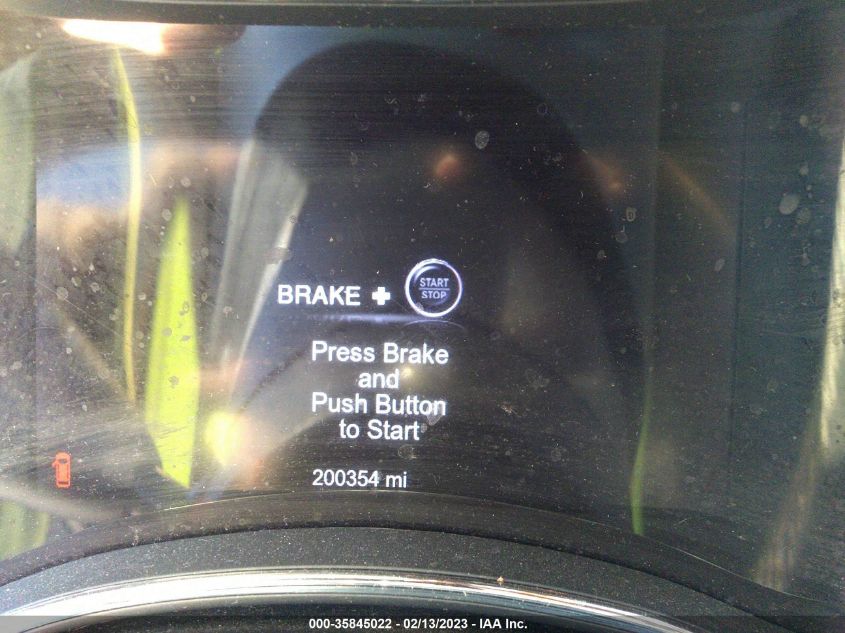 BRAKE + START STOP
Press Brake
and
Push Button
to Start
200354 mi
000-35845022 - 02/13/2023 - IAA Inc.